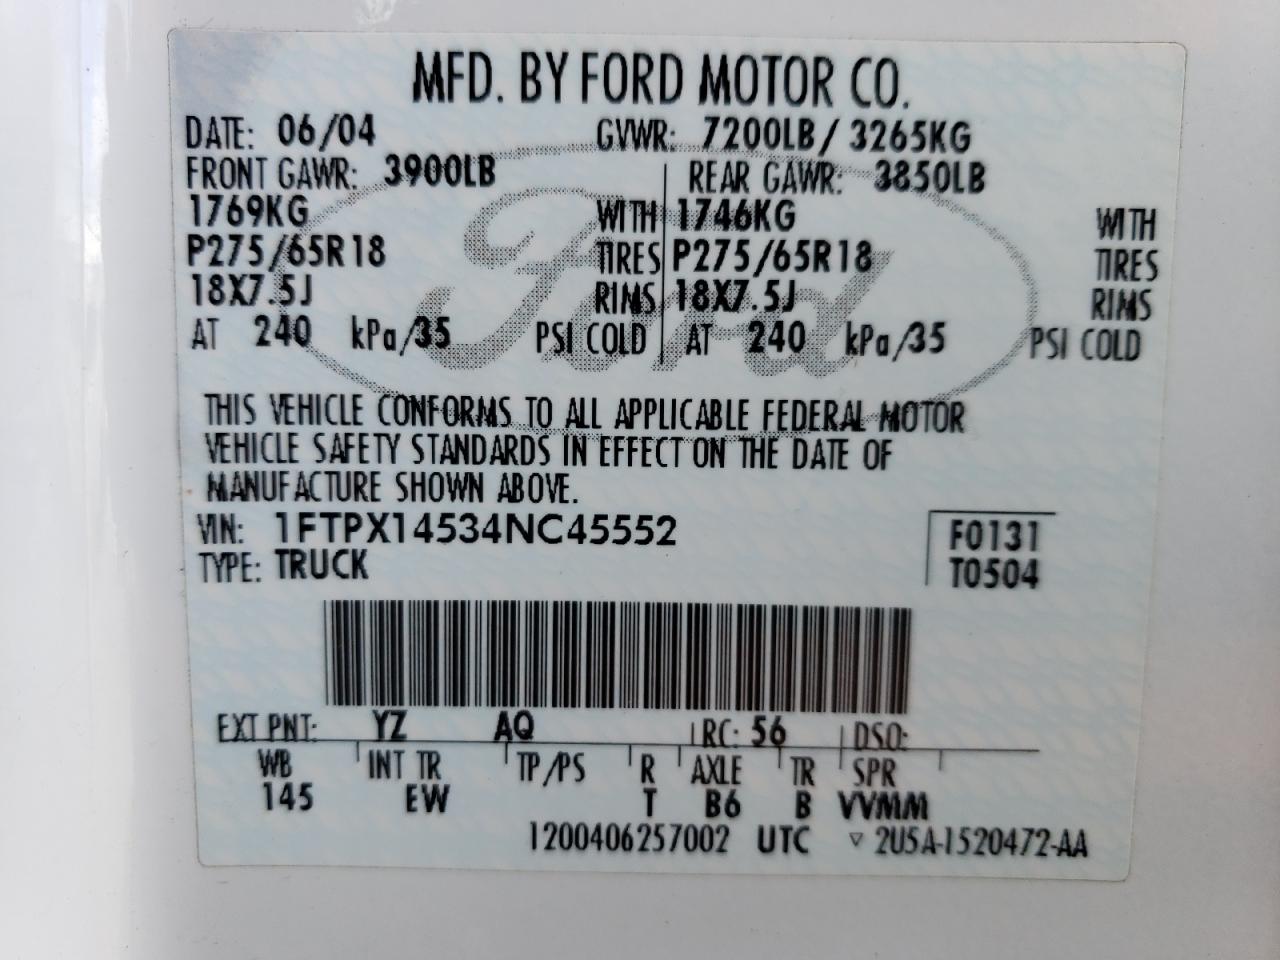 MFD. BY FORD MOTOR CO.
DATE: 06/04 GVWR: 7200LB/ 3265KG
FRONT GAWR: 3900LB REAR GAWR: 3850LB
1769KG WITH 1746KG WITH
P275/65R18 TIRES P275/65R18 TIRES
18X7.5J RIMS 18X7.5J RIMS
AT 240 kPa/35 PSI COLD AT 240 kPa/35 PSI COLD
Ford
THIS VEHICLE CONFORMS TO ALL APPLICABLE FEDERAL MOTOR
VEHICLE SAFETY STANDARDS IN EFFECT ON THE DATE OF
MANUFACTURE SHOWN ABOVE.
VIN: 1FTPX14534NC45552 F0131
TYPE: TRUCK T0504
EXT PNT: YZ AQ RC: 56 DSO:
WB INT TR TP/PS R AXLE TR SPR
145 EW T B6 B VVMM
1200406257002 UTC ▽ 2U5A-1520472-AA